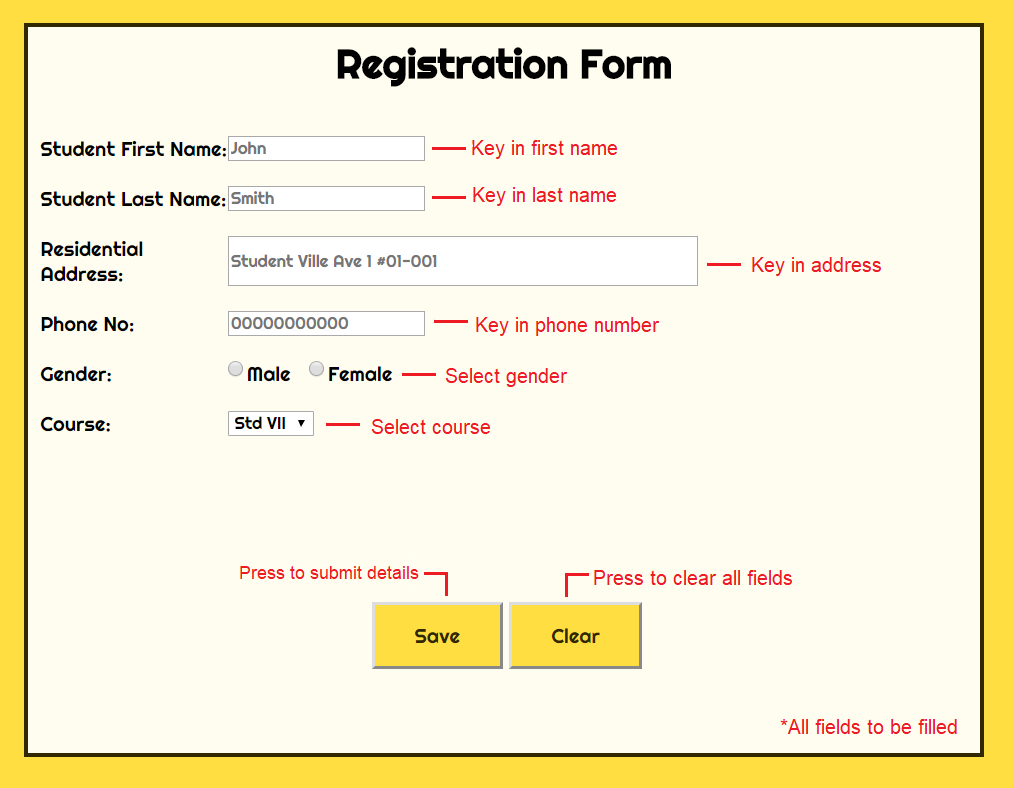 Registration Form
Student First Name: John Key in first name
Student Last Name: Smith Key in last name
Residential
Address:
Student Ville Ave 1 #01-001 Key in address
Phone No: 00000000000 Key in phone number
Gender: Male Female Select gender
Course: Std VII Select course
Press to submit details Press to clear all fields
Save Clear
*All fields to be filled